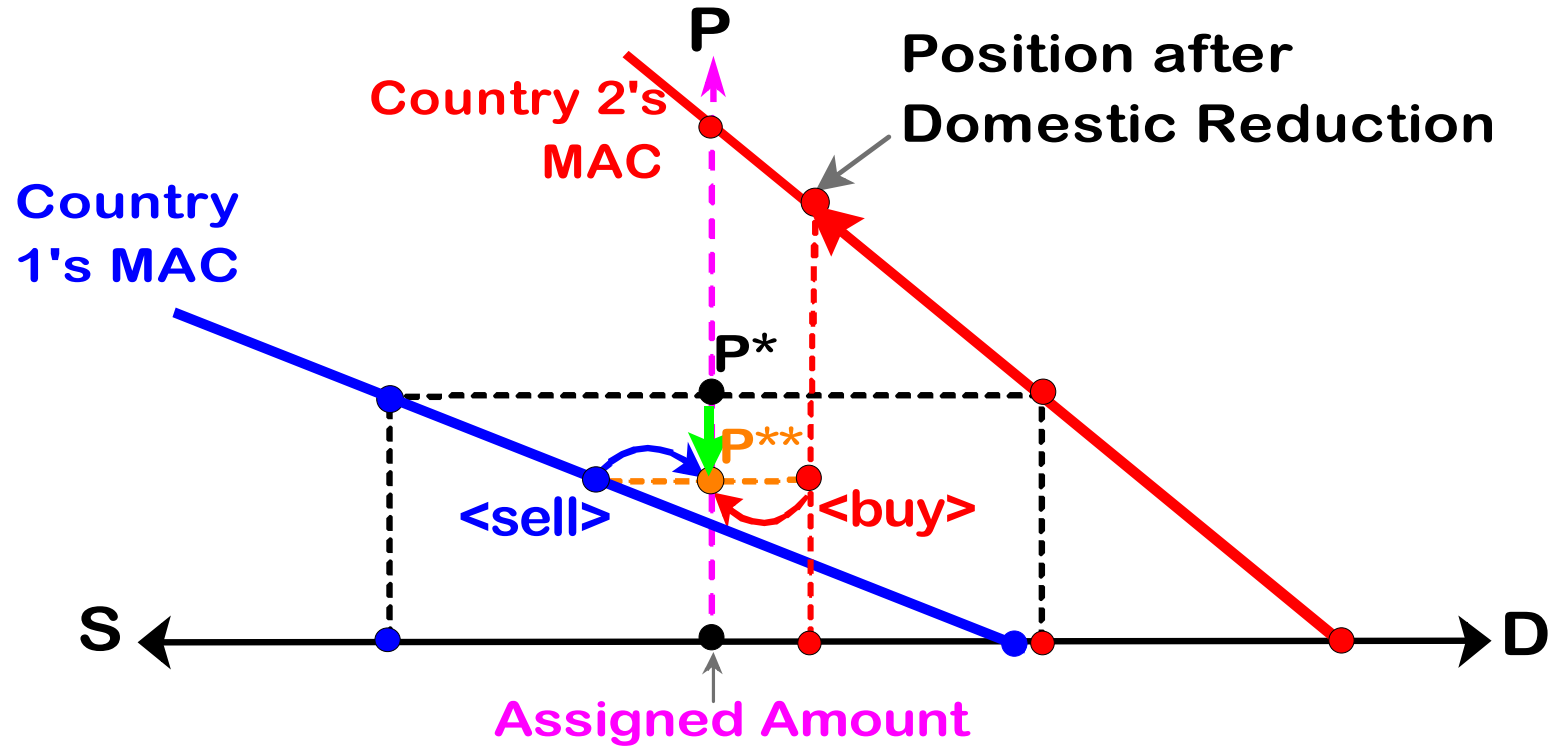 P
Position after
Domestic Reduction
Country 2's
MAC
Country
1's MAC
P*
P**
<sell>
<buy>
S
D
Assigned Amount